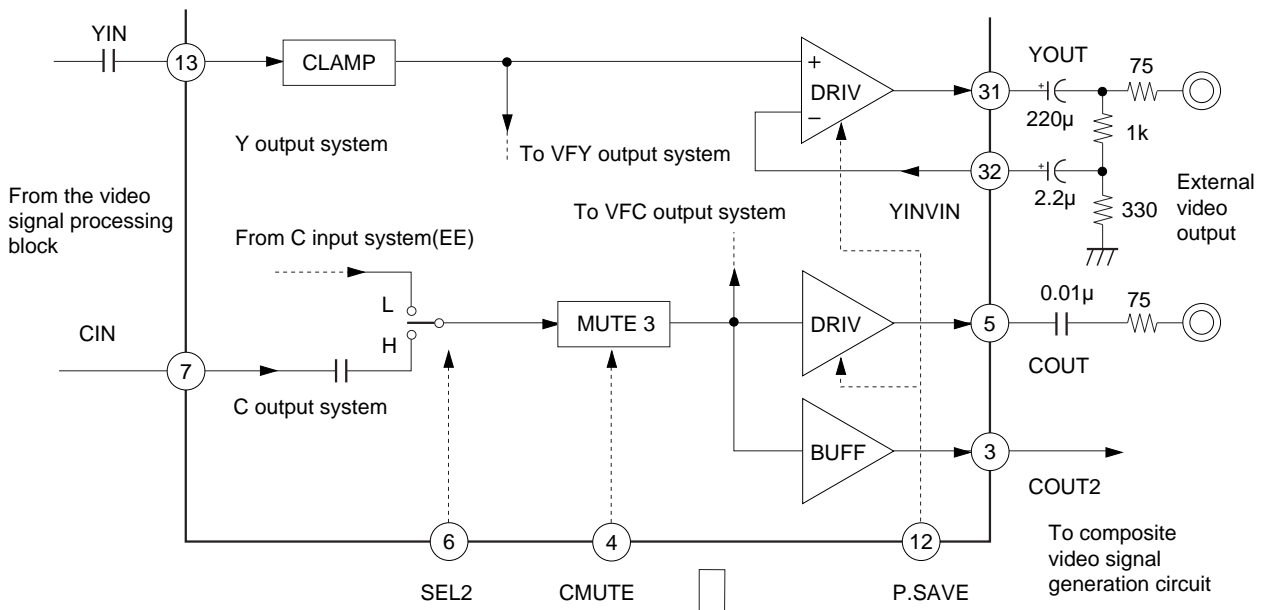 YIN
YOUT
75
13
CLAMP
+
DRIV
−
31
+
220µ
1k
Y output system
To VFY output system
32
+
2.2µ
YINVIN
330
External
video
output
From the video
signal processing
block
To VFC output system
From C input system(EE)
L
H
MUTE 3
DRIV
5
0.01µ
75
COUT
CIN
7
C output system
BUFF
3
COUT2
6
4
12
SEL2
CMUTE
P.SAVE
To composite
video signal
generation circuit